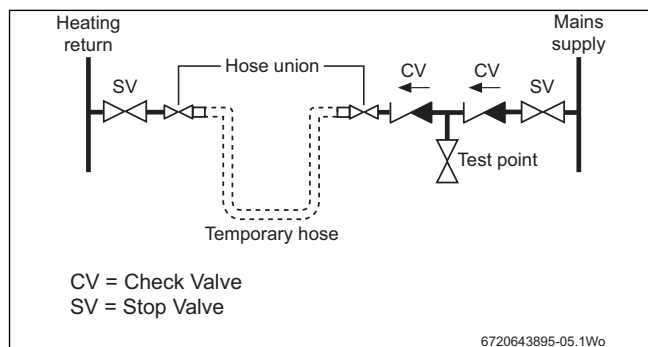 Heating
return
Mains
supply
SV
Hose union
CV
CV
SV
Test point
Temporary hose
CV = Check Valve
SV = Stop Valve
6720643895-05.1Wo